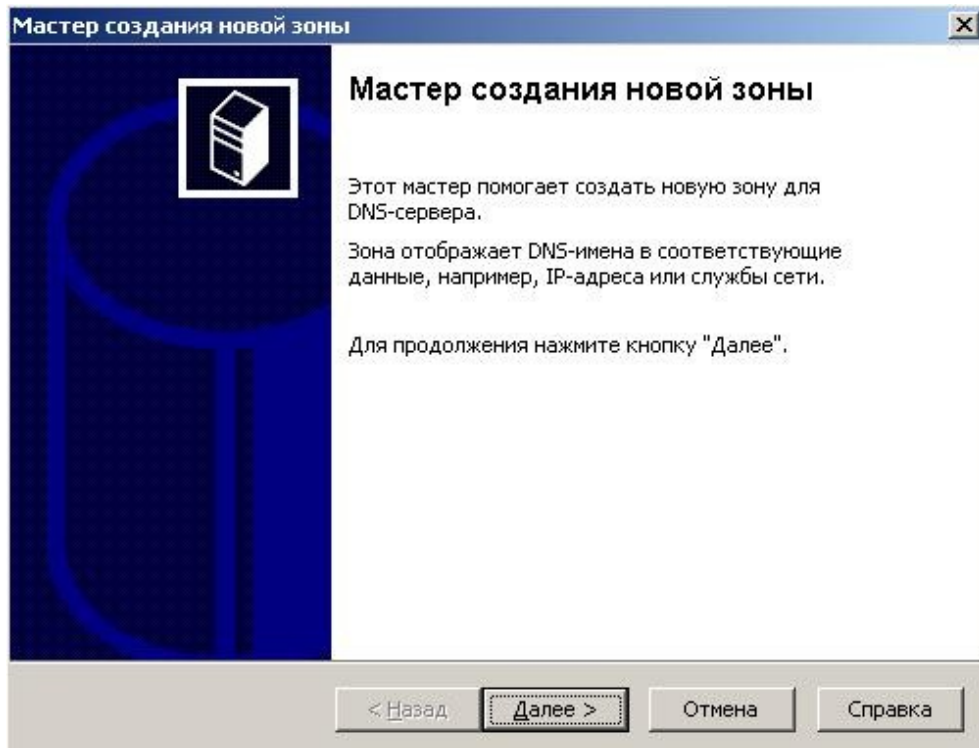 Мастер создания новой зоны
Мастер создания новой зоны
Этот мастер помогает создать новую зону для
DNS-сервера.
Зона отображает DNS-имена в соответствующие
данные, например, IP-адреса или службы сети.
Для продолжения нажмите кнопку "Далее".
< Назад
Далее >
Отмена
Справка